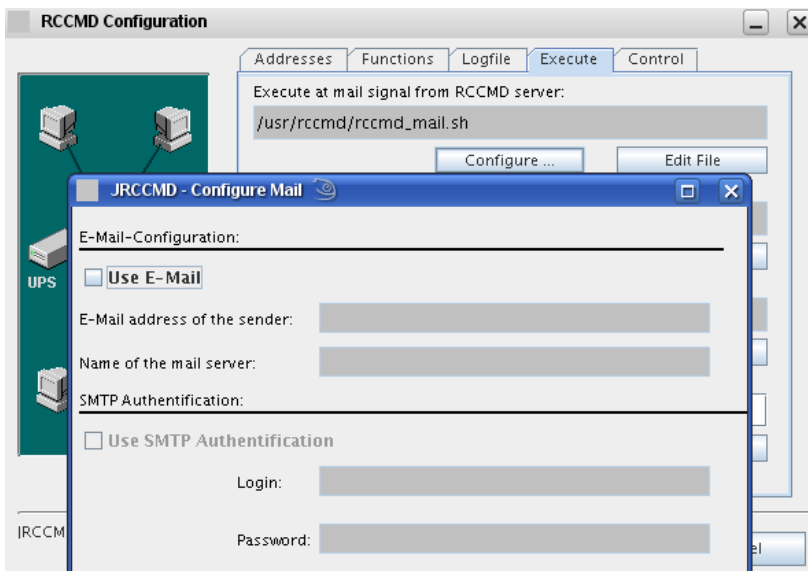 RCCMD Configuration
Addresses Functions Logfile Execute Control
Execute at mail signal from RCCMD server:
/usr/rccmd/rccmd_mail.sh
Configure ... Edit File
JRCCMD - Configure Mail
E-Mail-Configuration:
UPS
Use E-Mail
E-Mail address of the sender:
Name of the mail server:
SMTP Authentification:
Use SMTP Authentification
Login:
Password: